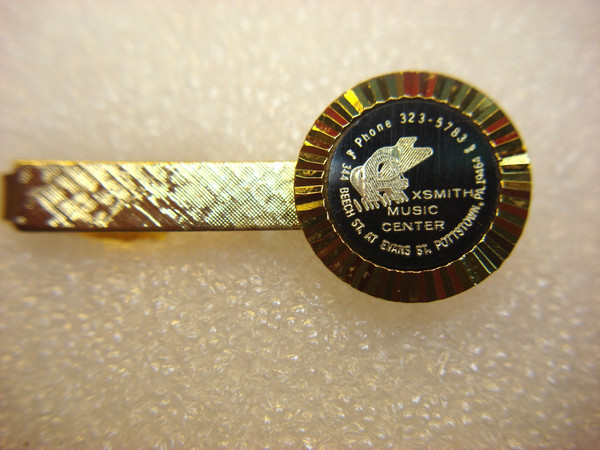 Phone 323-5783
XSMITH
MUSIC
CENTER
344 BEECH ST. AT EVANS ST. POTTSTOWN, PA. 19464